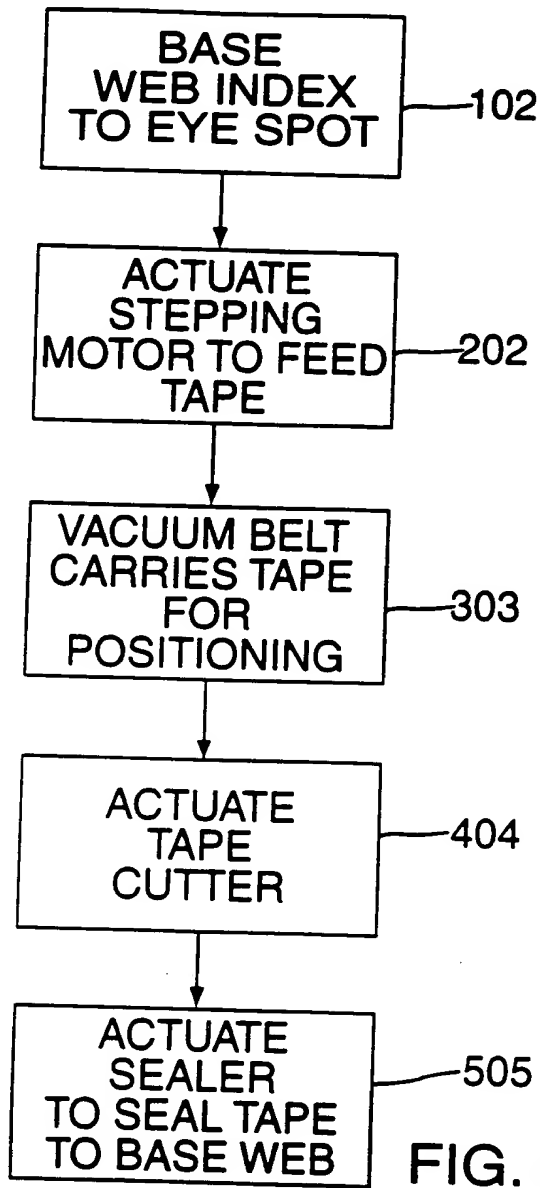 BASE
WEB INDEX
TO EYE SPOT
102
ACTUATE
STEPPING
MOTOR TO FEED
TAPE
202
VACUUM BELT
CARRIES TAPE
FOR
POSITIONING
303
ACTUATE
TAPE
CUTTER
404
ACTUATE
SEALER
TO SEAL TAPE
TO BASE WEB
505
FIG.